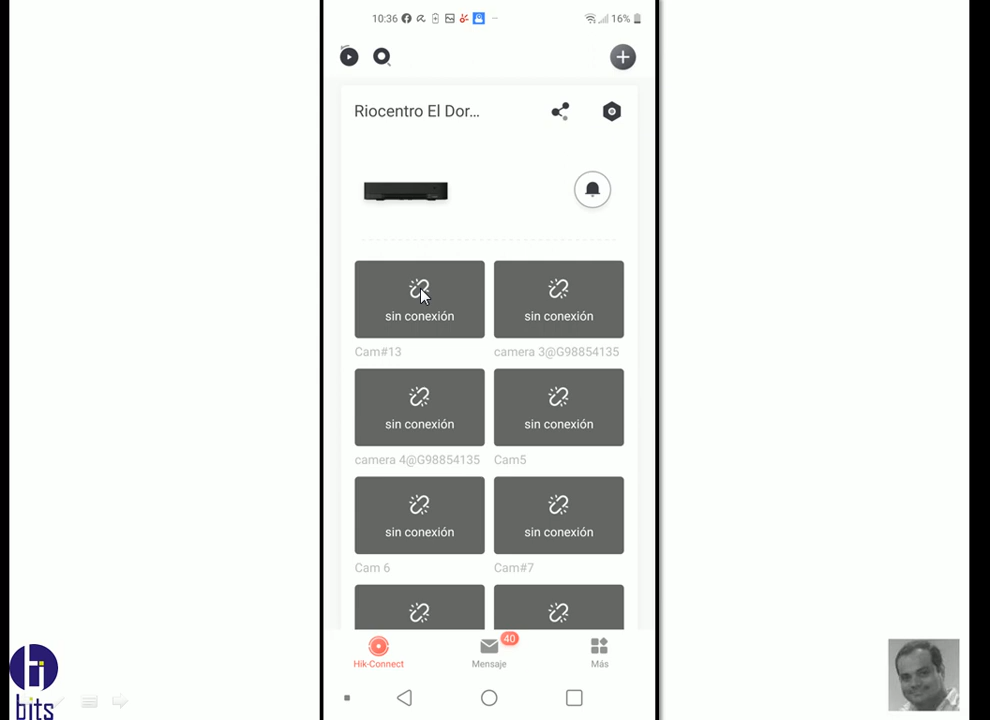 10:36
16%
Riocentro El Dor...
sin conexión
sin conexión
Cam#13
camera 3@G98854135
sin conexión
sin conexión
camera 4@G98854135
Cam5
sin conexión
sin conexión
Cam 6
Cam#7
40
Hik-Connect
Mensaje
Más
hi
bits